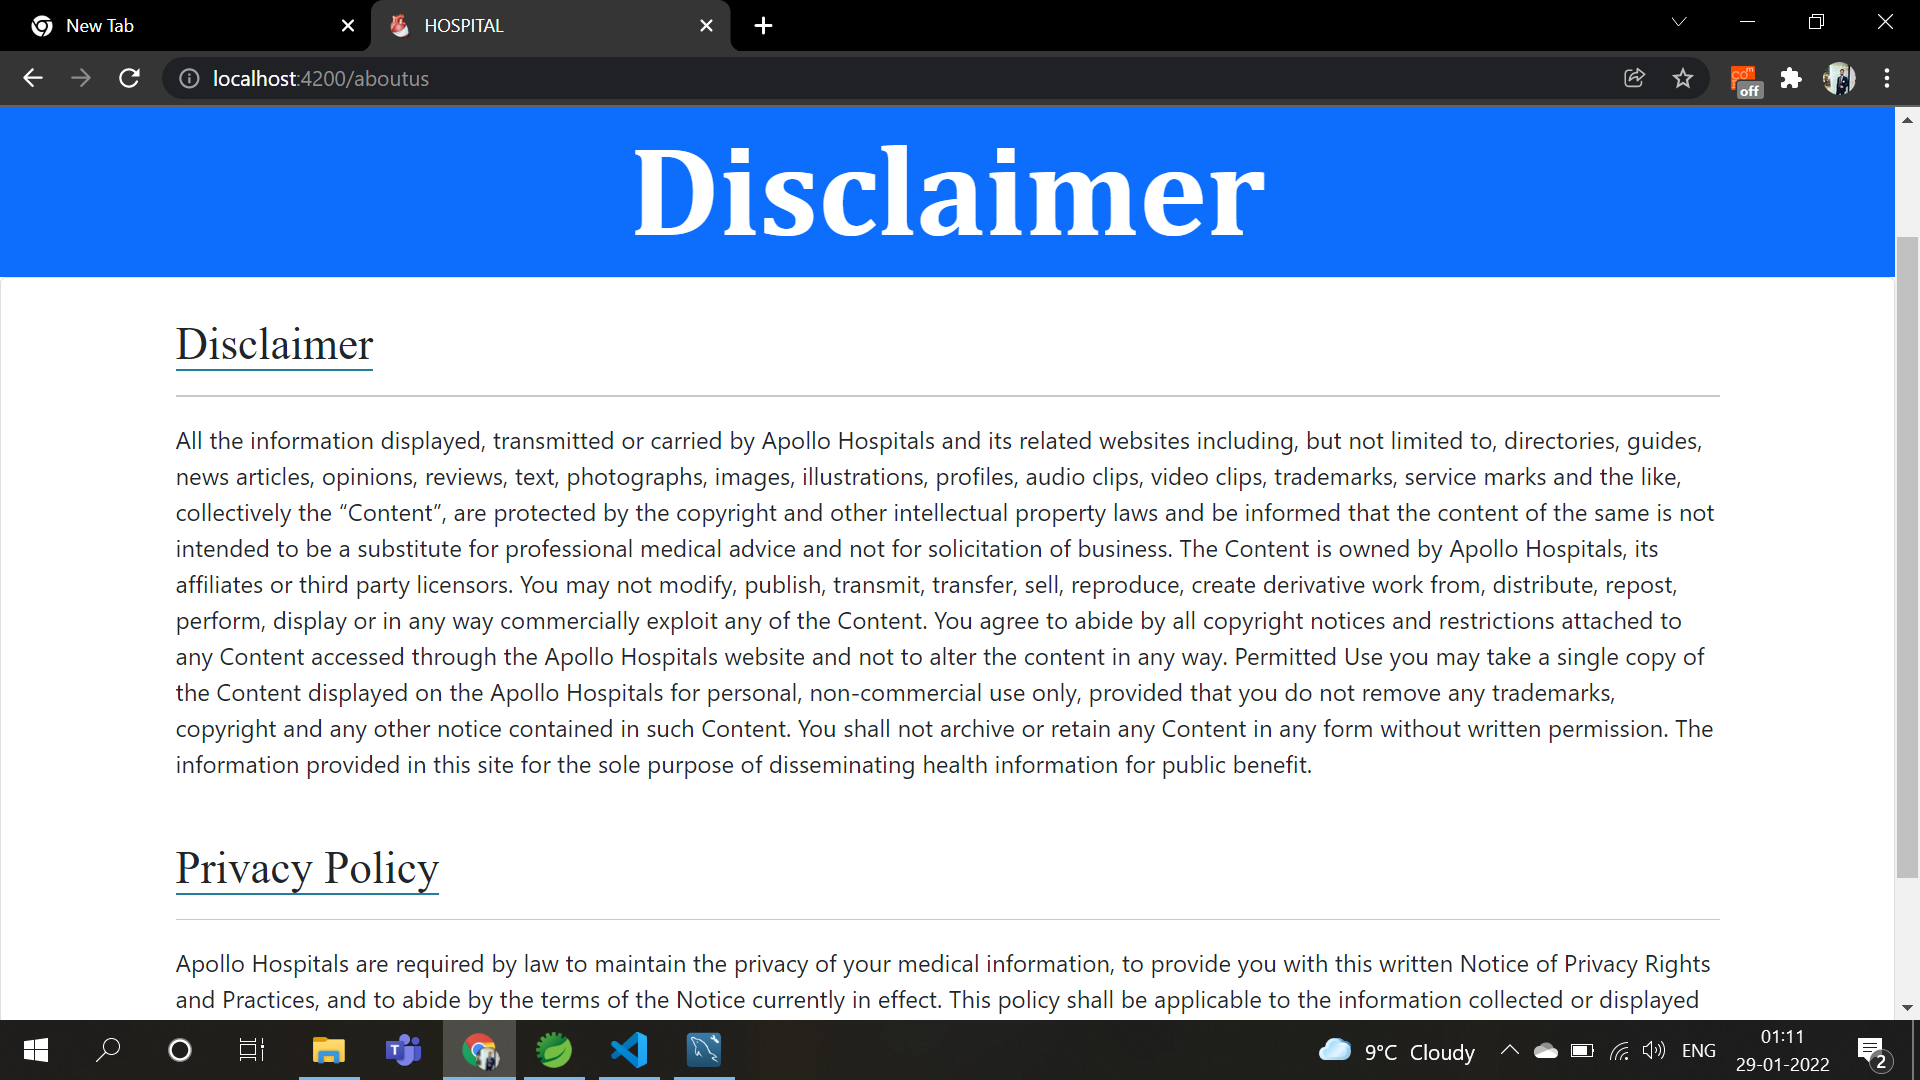 New Tab
HOSPITAL
localhost:4200/aboutus
off
Disclaimer
Disclaimer
All the information displayed, transmitted or carried by Apollo Hospitals and its related websites including, but not limited to, directories, guides,
news articles, opinions, reviews, text, photographs, images, illustrations, profiles, audio clips, video clips, trademarks, service marks and the like,
collectively the “Content”, are protected by the copyright and other intellectual property laws and be informed that the content of the same is not
intended to be a substitute for professional medical advice and not for solicitation of business. The Content is owned by Apollo Hospitals, its
affiliates or third party licensors. You may not modify, publish, transmit, transfer, sell, reproduce, create derivative work from, distribute, repost,
perform, display or in any way commercially exploit any of the Content. You agree to abide by all copyright notices and restrictions attached to
any Content accessed through the Apollo Hospitals website and not to alter the content in any way. Permitted Use you may take a single copy of
the Content displayed on the Apollo Hospitals for personal, non-commercial use only, provided that you do not remove any trademarks,
copyright and any other notice contained in such Content. You shall not archive or retain any Content in any form without written permission. The
information provided in this site for the sole purpose of disseminating health information for public benefit.
Privacy Policy
Apollo Hospitals are required by law to maintain the privacy of your medical information, to provide you with this written Notice of Privacy Rights
and Practices, and to abide by the terms of the Notice currently in effect. This policy shall be applicable to the information collected or displayed
9°C Cloudy
ENG
01:11
29-01-2022
2